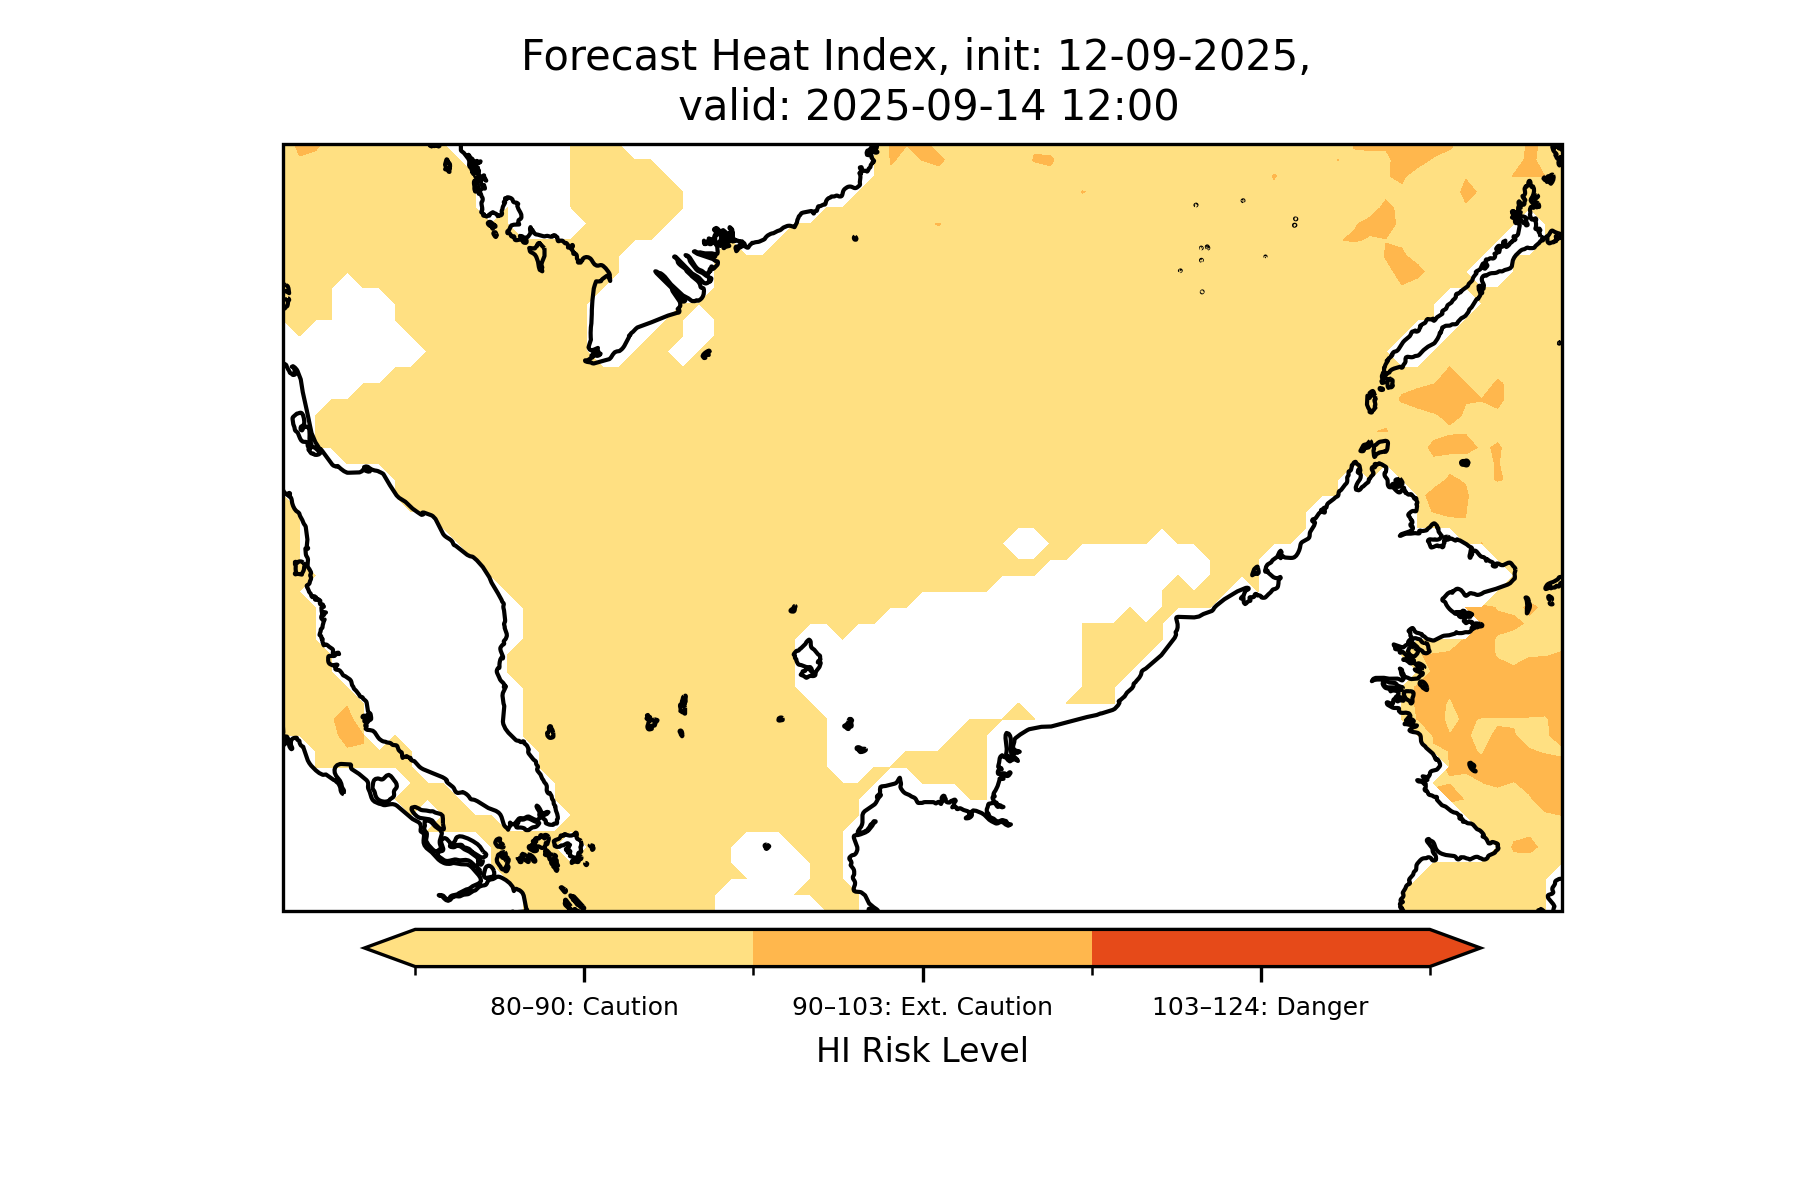 Forecast Heat Index, init: 12-09-2025,
valid: 2025-09-14 12:00
80–90: Caution
90–103: Ext. Caution
103–124: Danger
HI Risk Level